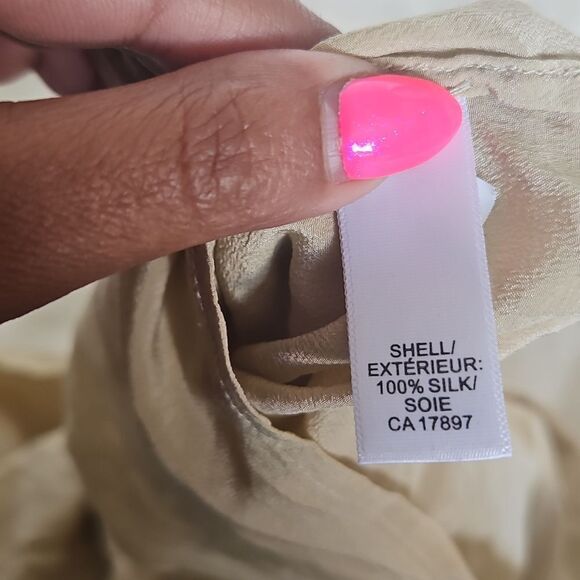 SHELL/
EXTÉRIEUR:
100% SILK/
SOIE
CA 17897